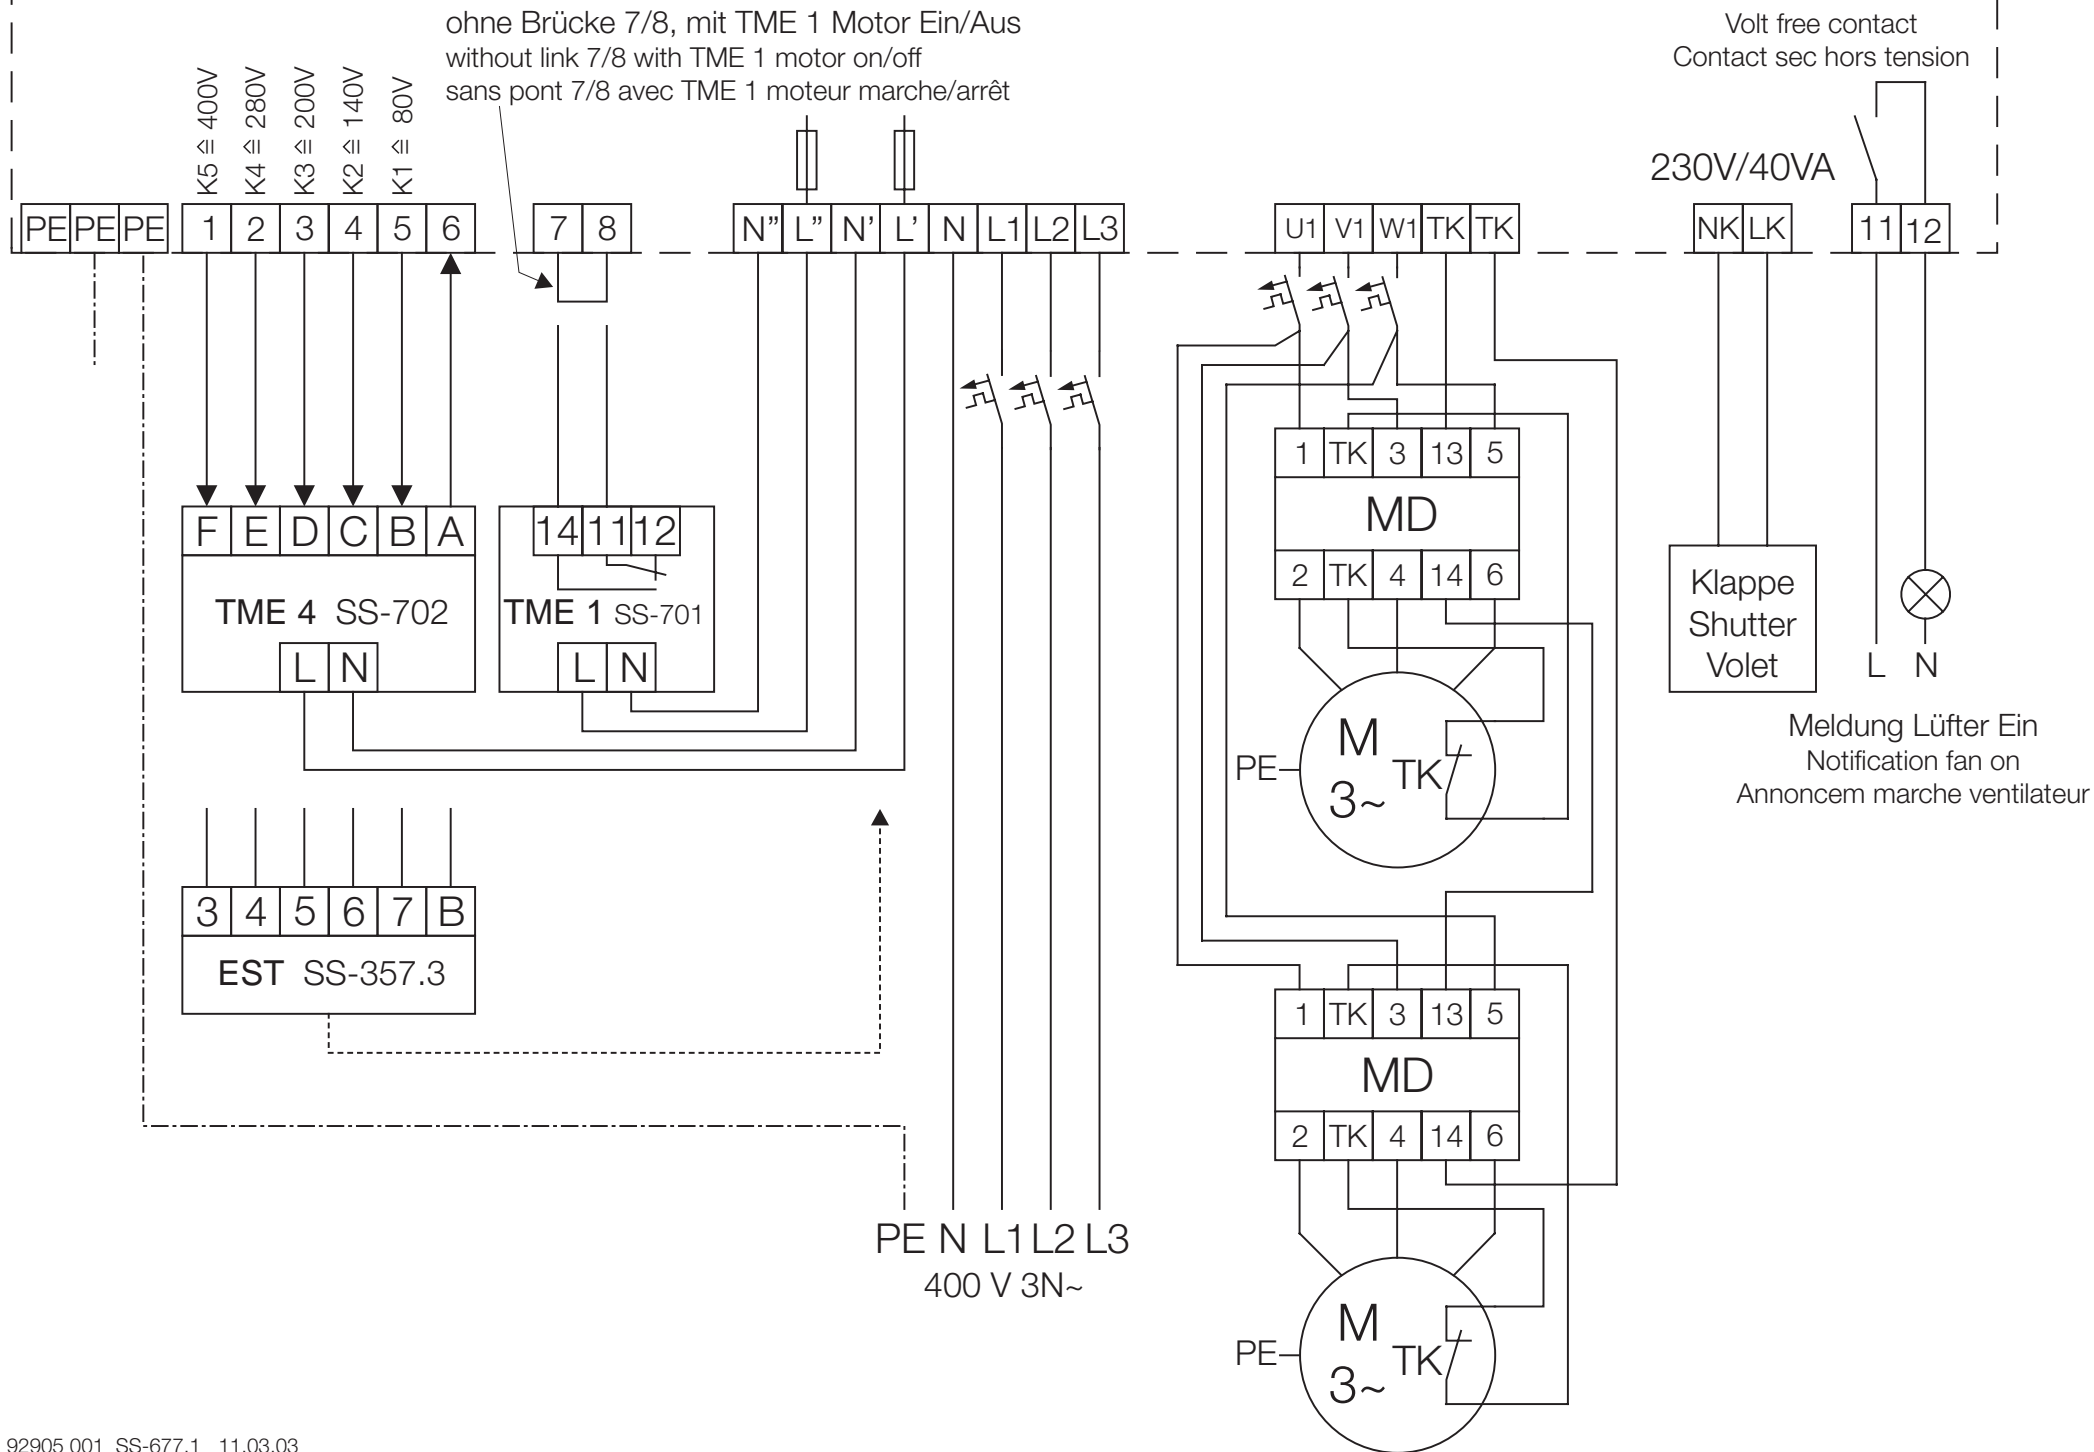 ohne Brücke 7/8, mit TME 1 Motor Ein/Aus
without link 7/8 with TME 1 motor on/off
sans pont 7/8 avec TME 1 moteur marche/arrêt
Volt free contact
Contact sec hors tension
K5 ≙ 400V
K4 ≙ 280V
K3 ≙ 200V
K2 ≙ 140V
K1 ≙ 80V
230V/40VA
PE PE PE 1 2 3 4 5 6 7 8 N” L” N’ L’ N L1 L2 L3 U1 V1 W1 TK TK NK LK 11 12
1 TK 3 13 5
MD
2 TK 4 14 6
F E D C B A
TME 4 SS-702
L N
14 11 12
TME 1 SS-701
L N
Klappe
Shutter
Volet
L N
Meldung Lüfter Ein
Notification fan on
Annoncem marche ventilateur
M
3~
TK
PE
3 4 5 6 7 B
EST SS-357.3
1 TK 3 13 5
MD
2 TK 4 14 6
PE N L1 L2 L3
400 V 3N~
M
3~
TK
PE
92905 001 SS-677.1 11.03.03